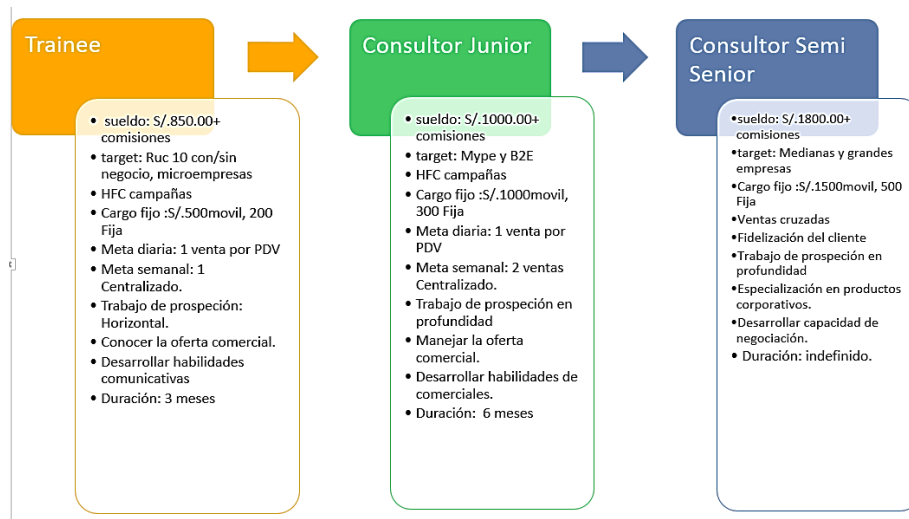 Trainee
• sueldo: S/.850.00+
comisiones
• target: Ruc 10 con/sin
negocio, microempresas
• HFC campañas
• Cargo fijo :S/.500movil, 200
Fija
• Meta diaria: 1 venta por PDV
• Meta semanal: 1
Centralizado.
• Trabajo de prospeción:
Horizontal.
• Conocer la oferta comercial.
• Desarrollar habilidades
comunicativas
• Duración: 3 meses
Consultor Junior
• sueldo: S/.1000.00+
comisiones
• target: Mype y B2E
• HFC campañas
• Cargo fijo :S/.1000movil,
300 Fija
• Meta diaria: 1 venta por
PDV
• Meta semanal: 2 ventas
Centralizado.
• Trabajo de prospeción en
profundidad
• Manejar la oferta
comercial.
• Desarrollar habilidades de
comerciales.
• Duración: 6 meses
Consultor Semi
Senior
•sueldo: S/.1800.00+
comisiones
•target: Medianas y grandes
empresas
•Cargo fijo :S/.1500movil, 500
Fija
•Ventas cruzadas
•Fidelización del cliente
•Trabajo de prospeción en
profundidad
•Especialización en productos
corporativos.
•Desarrollar capacidad de
negociación.
• Duración: indefinido.